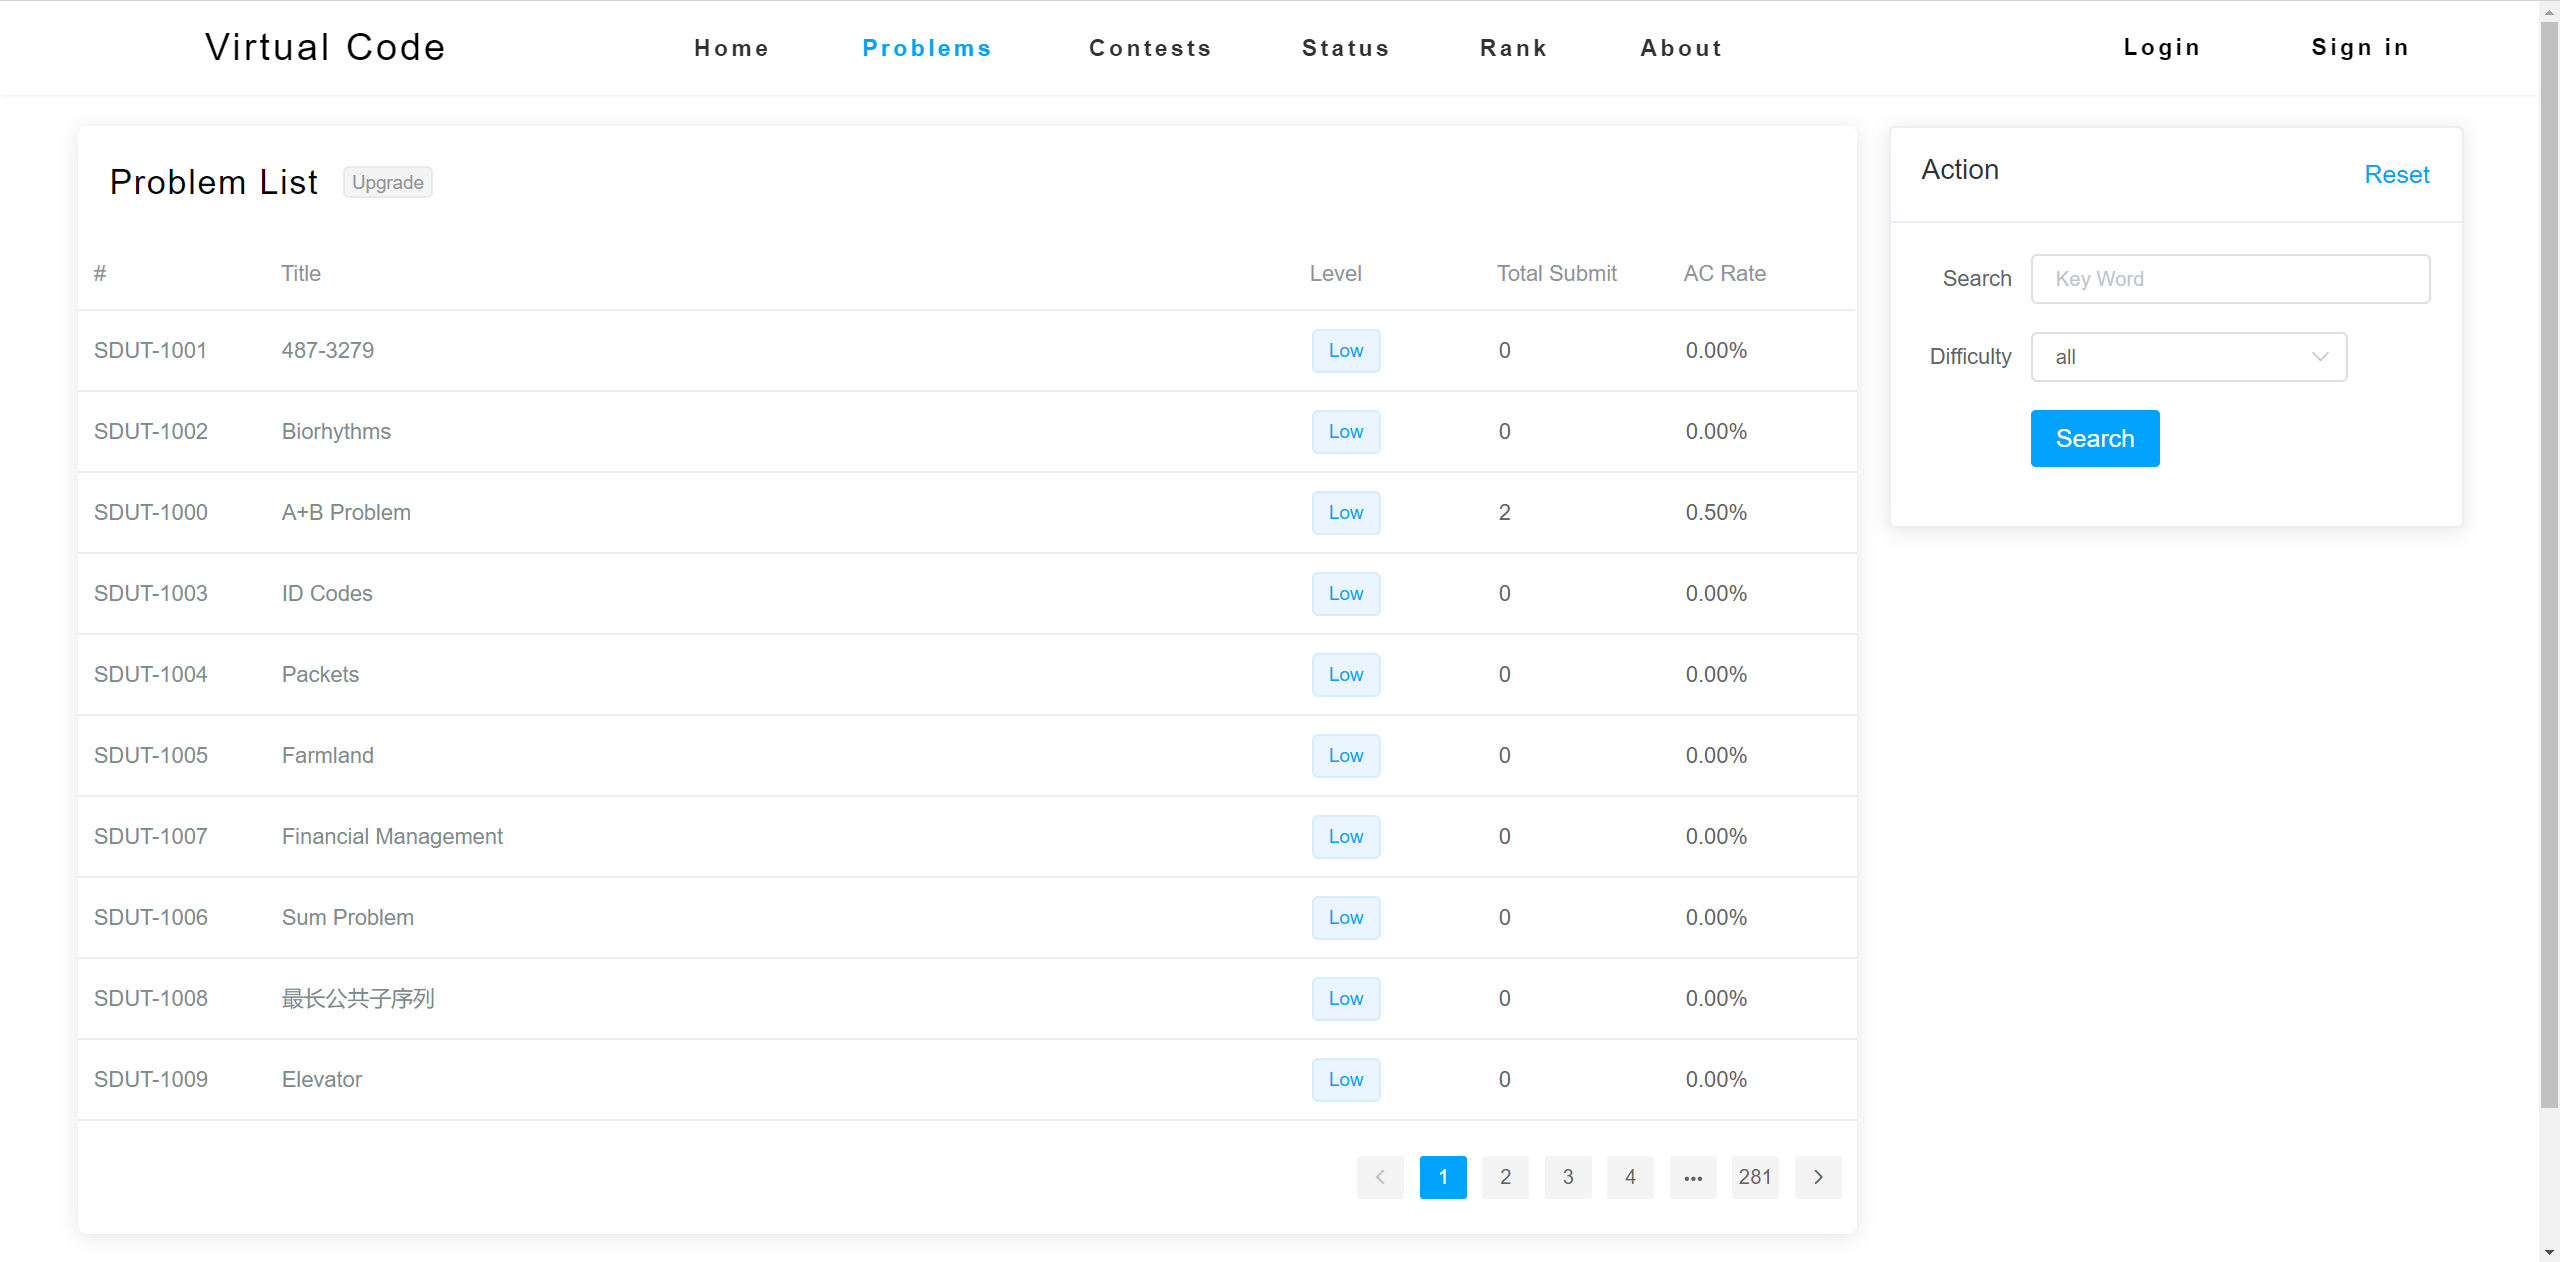 Virtual Code Home Problems Contests Status Rank About Login Sign in
Problem List Upgrade
# Title Level Total Submit AC Rate
SDUT-1001 487-3279 Low 0 0.00%
SDUT-1002 Biorhythms Low 0 0.00%
SDUT-1000 A+B Problem Low 2 0.50%
SDUT-1003 ID Codes Low 0 0.00%
SDUT-1004 Packets Low 0 0.00%
SDUT-1005 Farmland Low 0 0.00%
SDUT-1007 Financial Management Low 0 0.00%
SDUT-1006 Sum Problem Low 0 0.00%
SDUT-1008 最长公共子序列 Low 0 0.00%
SDUT-1009 Elevator Low 0 0.00%
1 2 3 4 ••• 281
Action Reset
Search Key Word
Difficulty all
Search